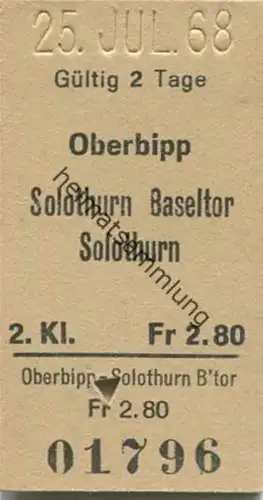 25. JUL. 68
Gültig 2 Tage
Oberbipp
Solothurn Baseltor
Solothurn
heimatsammlung
2. Kl. Fr 2.80
Oberbipp-Solothurn B'tor
Fr 2.80
01796